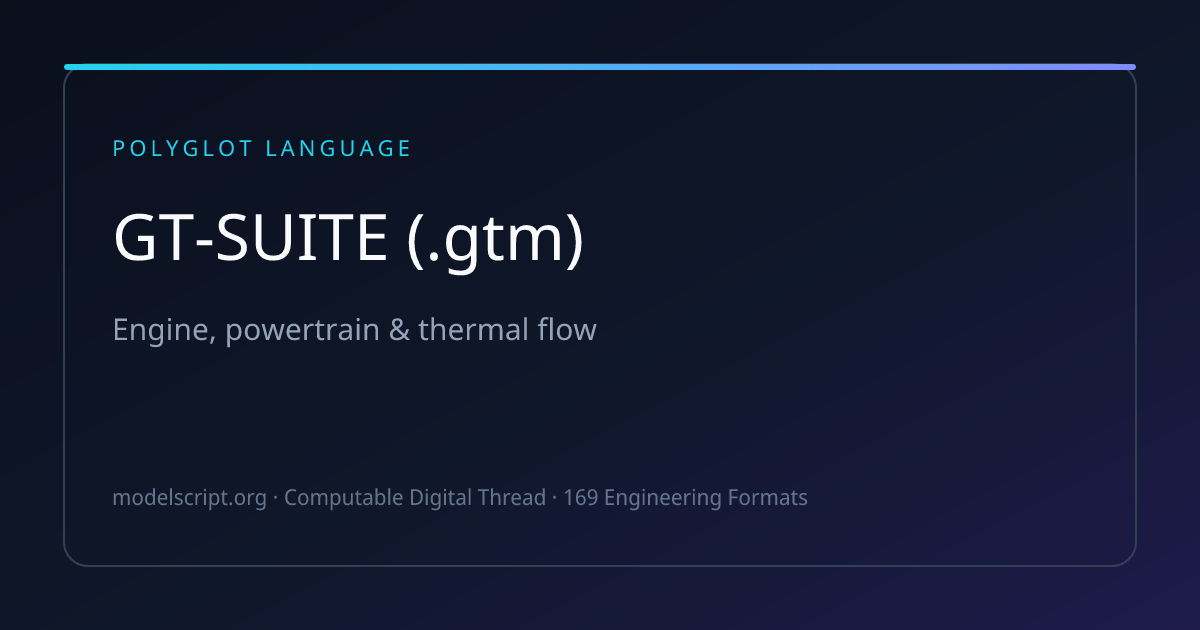 POLYGLOT LANGUAGE
GT-SUITE (.gtm)
Engine, powertrain & thermal flow
modelscript.org · Computable Digital Thread · 169 Engineering Formats